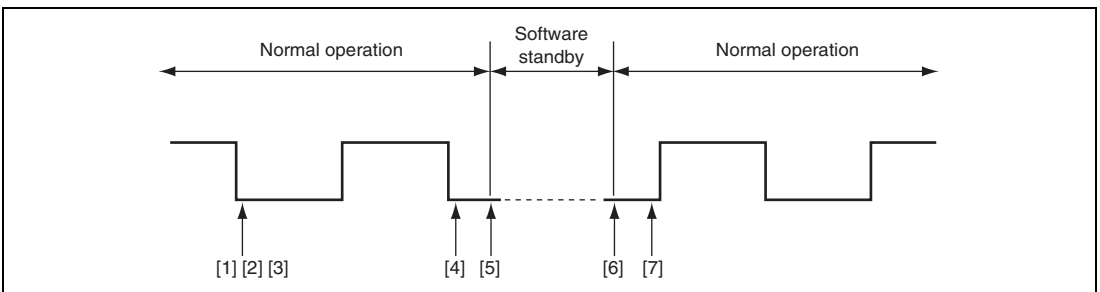 Normal operation
Software
standby
Normal operation
[1] [2] [3]
[4]
[5]
[6]
[7]